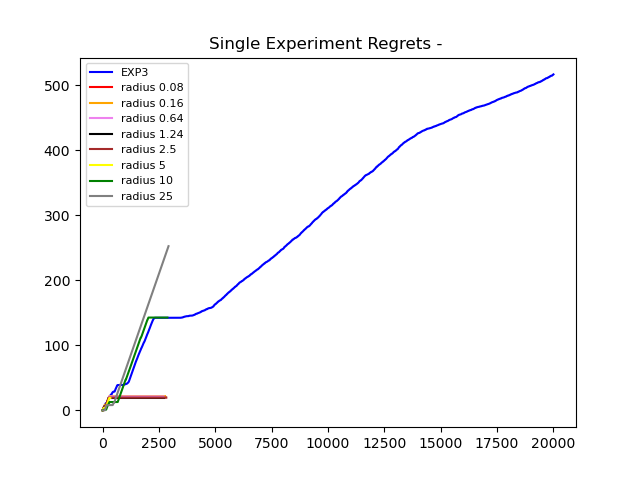 Single Experiment Regrets -
EXP3
radius 0.08
radius 0.16
radius 0.64
radius 1.24
radius 2.5
radius 5
radius 10
radius 25
500
400
300
200
100
0
0 2500 5000 7500 10000 12500 15000 17500 20000